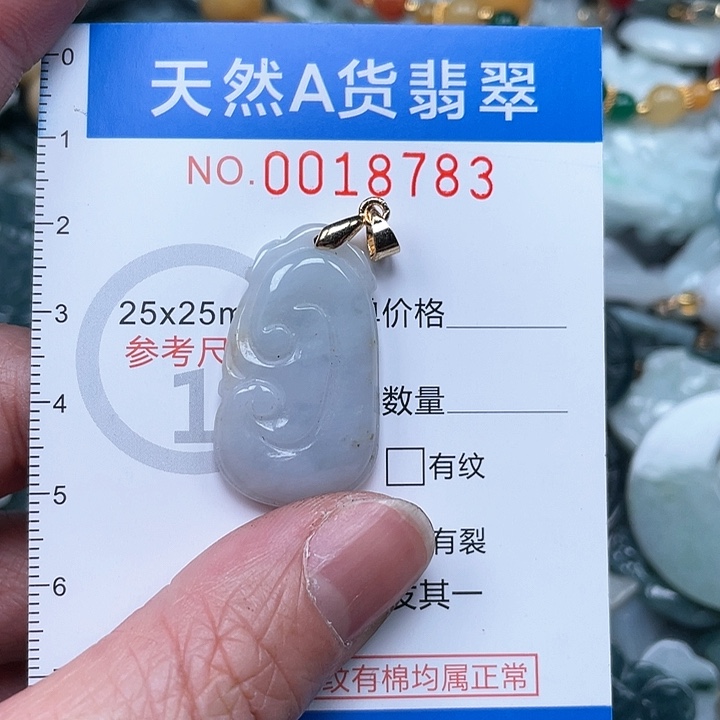 天然A货翡翠
NO.0018783
0
1
2
3
4
5
6
25x25m
价格
参考尺
1
数量
有纹
有裂
其一
纹有棉均属正常